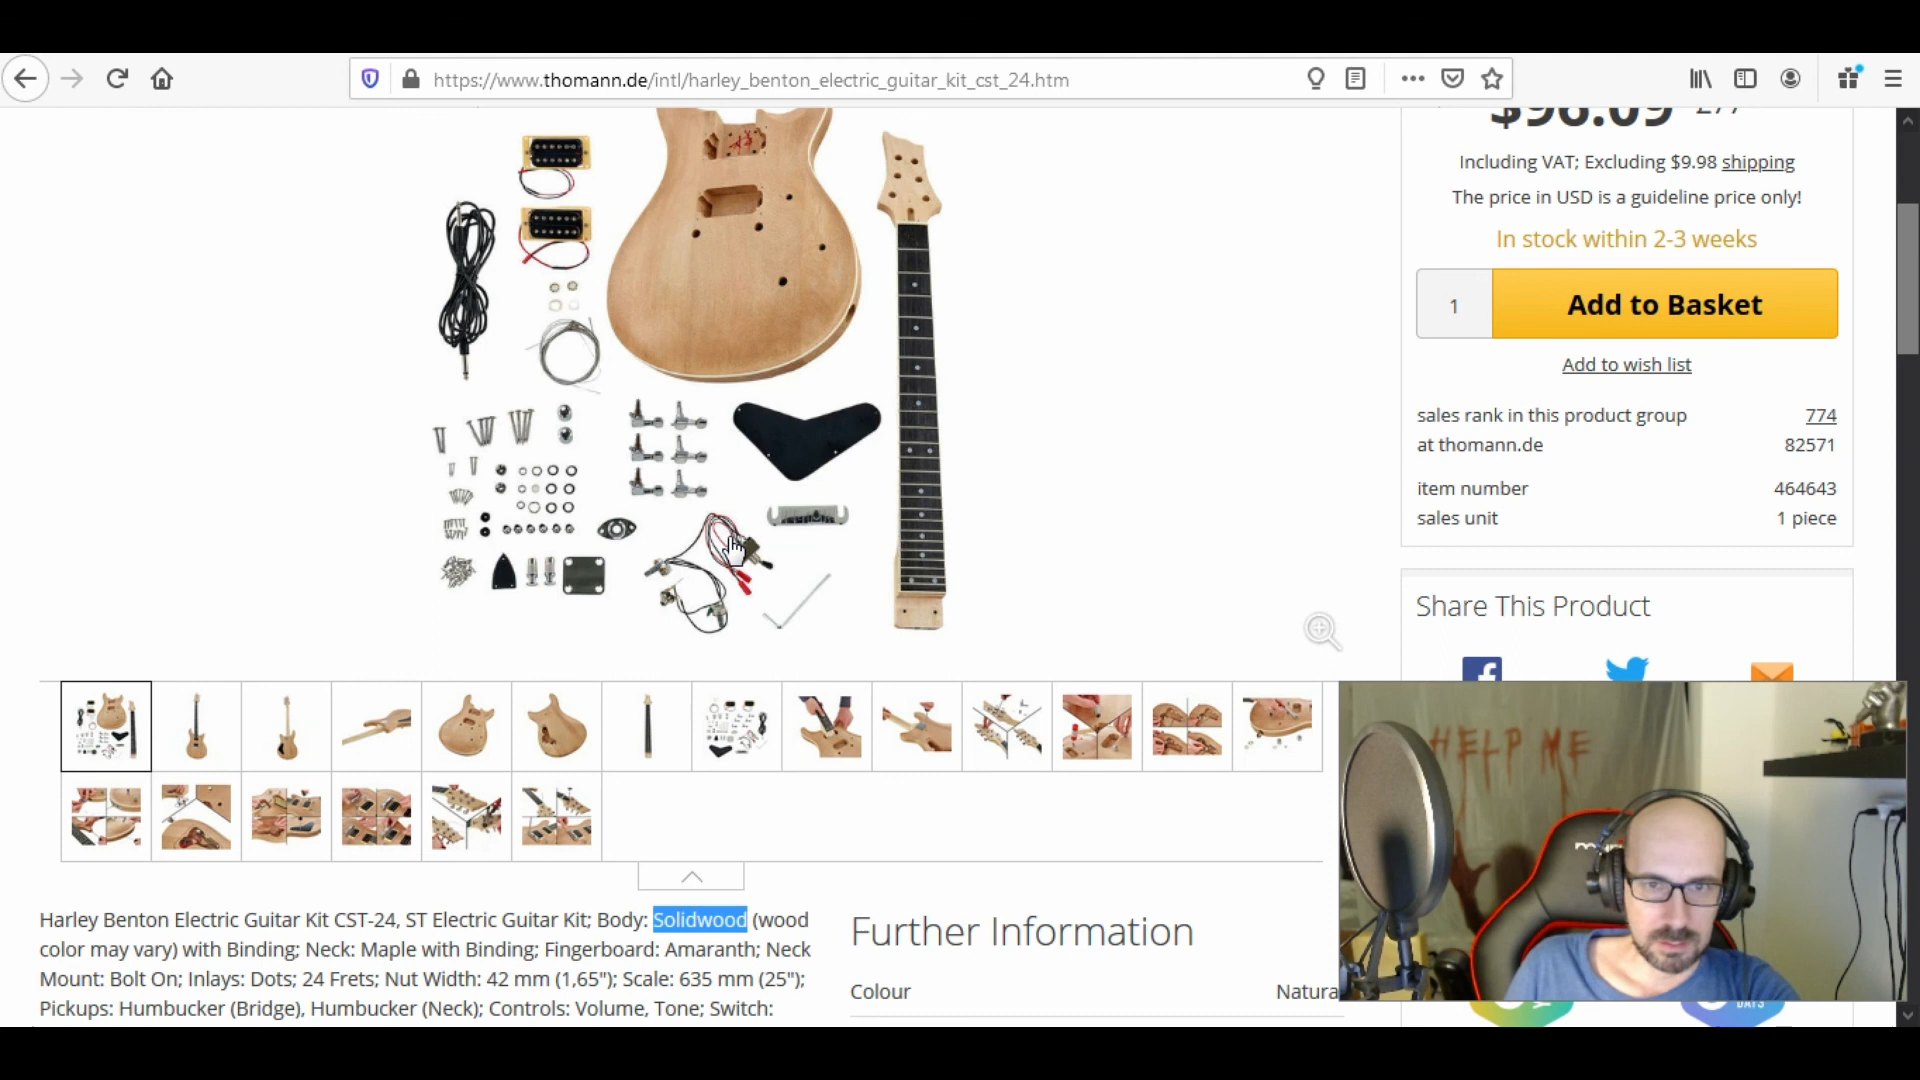 https://www.thomann.de/intl/harley_benton_electric_guitar_kit_cst_24.htm
Including VAT; Excluding $9.98 shipping
The price in USD is a guideline price only!
In stock within 2-3 weeks
1
Add to Basket
Add to wish list
sales rank in this product group 774
at thomann.de 82571
item number 464643
sales unit 1 piece
Share This Product
HELP ME
Harley Benton Electric Guitar Kit CST-24, ST Electric Guitar Kit; Body: Solidwood (wood
color may vary) with Binding; Neck: Maple with Binding; Fingerboard: Amaranth; Neck
Mount: Bolt On; Inlays: Dots; 24 Frets; Nut Width: 42 mm (1,65"); Scale: 635 mm (25");
Pickups: Humbucker (Bridge), Humbucker (Neck); Controls: Volume, Tone; Switch:
Further Information
Colour Natura
DAYS